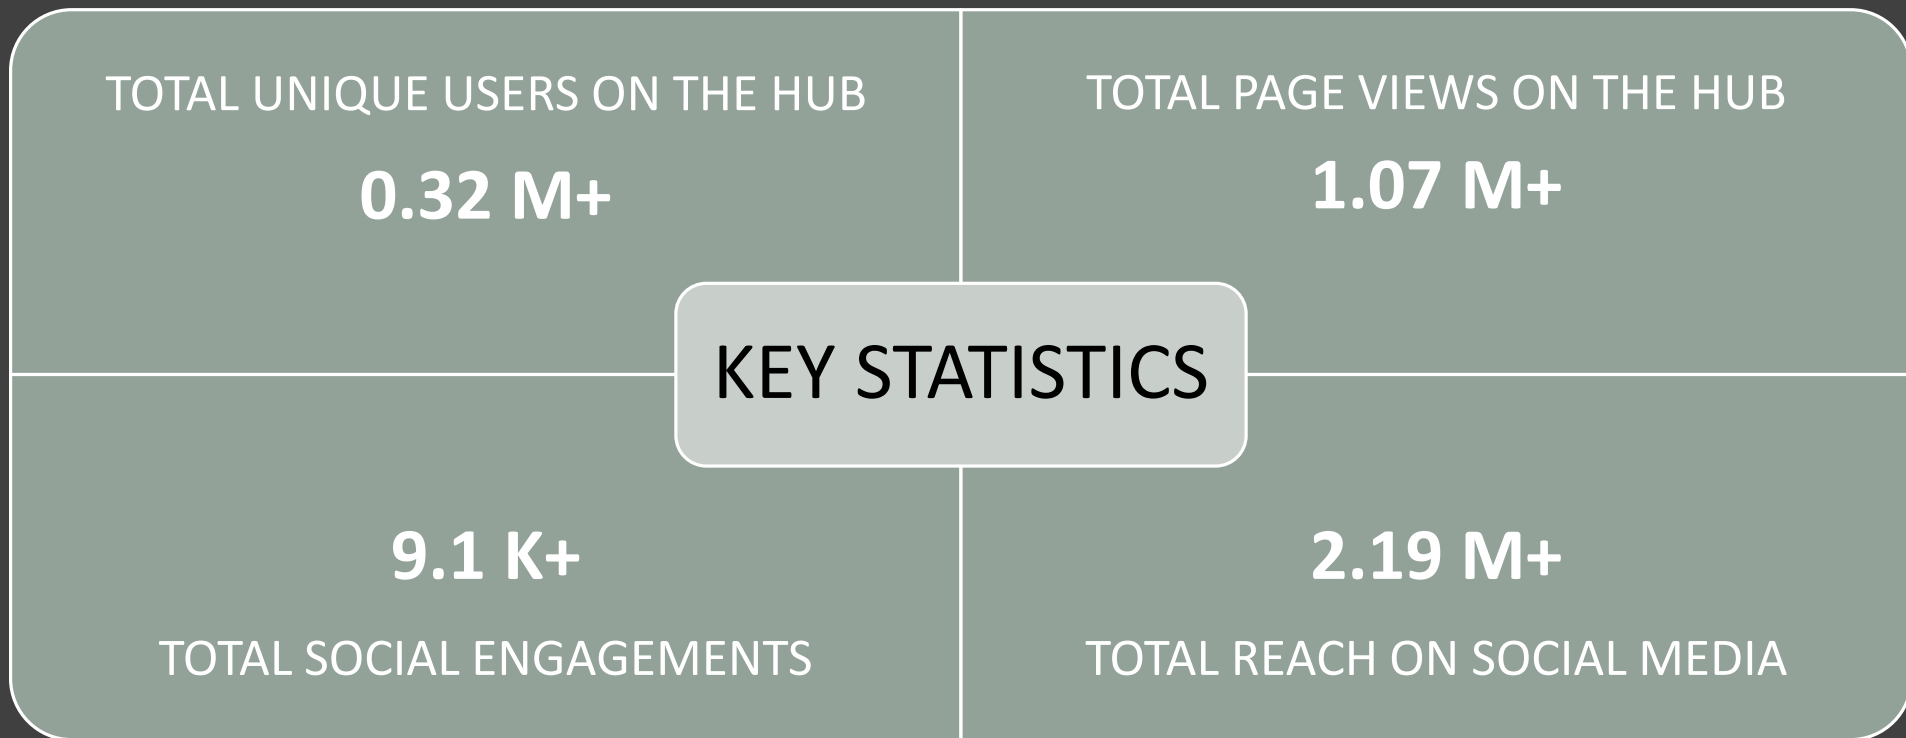 TOTAL UNIQUE USERS ON THE HUB
0.32 M+
TOTAL PAGE VIEWS ON THE HUB
1.07 M+
KEY STATISTICS
9.1 K+
TOTAL SOCIAL ENGAGEMENTS
2.19 M+
TOTAL REACH ON SOCIAL MEDIA